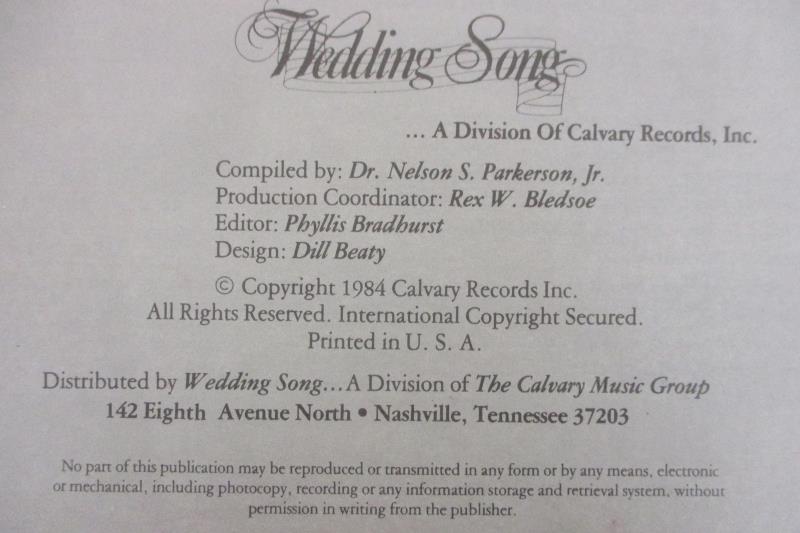 Wedding Song
... A Division Of Calvary Records, Inc.
Compiled by: Dr. Nelson S. Parkerson, Jr.
Production Coordinator: Rex W. Bledsoe
Editor: Phyllis Bradhurst
Design: Dill Beaty
© Copyright 1984 Calvary Records Inc.
All Rights Reserved. International Copyright Secured.
Printed in U. S. A.
Distributed by Wedding Song...A Division of The Calvary Music Group
142 Eighth Avenue North • Nashville, Tennessee 37203
No part of this publication may be reproduced or transmitted in any form or by any means, electronic
or mechanical, including photocopy, recording or any information storage and retrieval system, without
permission in writing from the publisher.